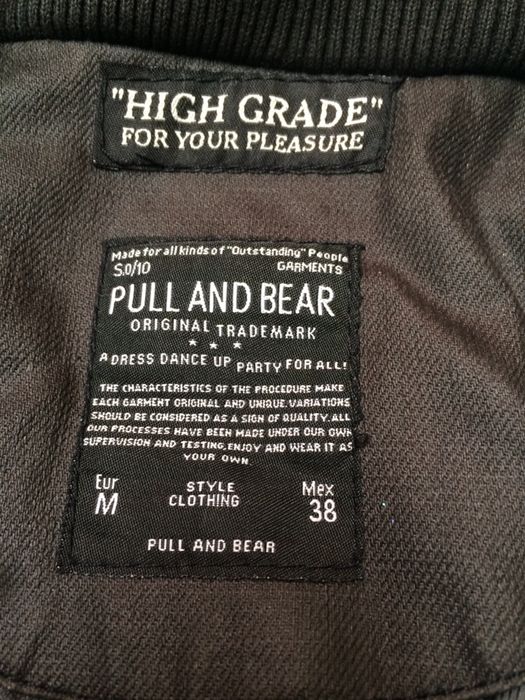 "HIGH GRADE"
FOR YOUR PLEASURE
Made for all kinds of "Outstanding" People
S.0/10 GARMENTS
PULL AND BEAR
ORIGINAL TRADEMARK
* * *
A DRESS DANCE UP PARTY FOR ALL!
THE CHARACTERISTICS OF THE PROCEDURE MAKE
EACH GARMENT ORIGINAL AND UNIQUE.VARIATIONS
SHOULD BE CONSIDERED AS A SIGN OF QUALITY.ALL
OUR PROCESSES HAVE BEEN MADE UNDER OUR OWN
SUPERVISION AND TESTING.ENJOY AND WEAR IT AS
YOUR OWN.
Eur STYLE Mex
M CLOTHING 38
PULL AND BEAR